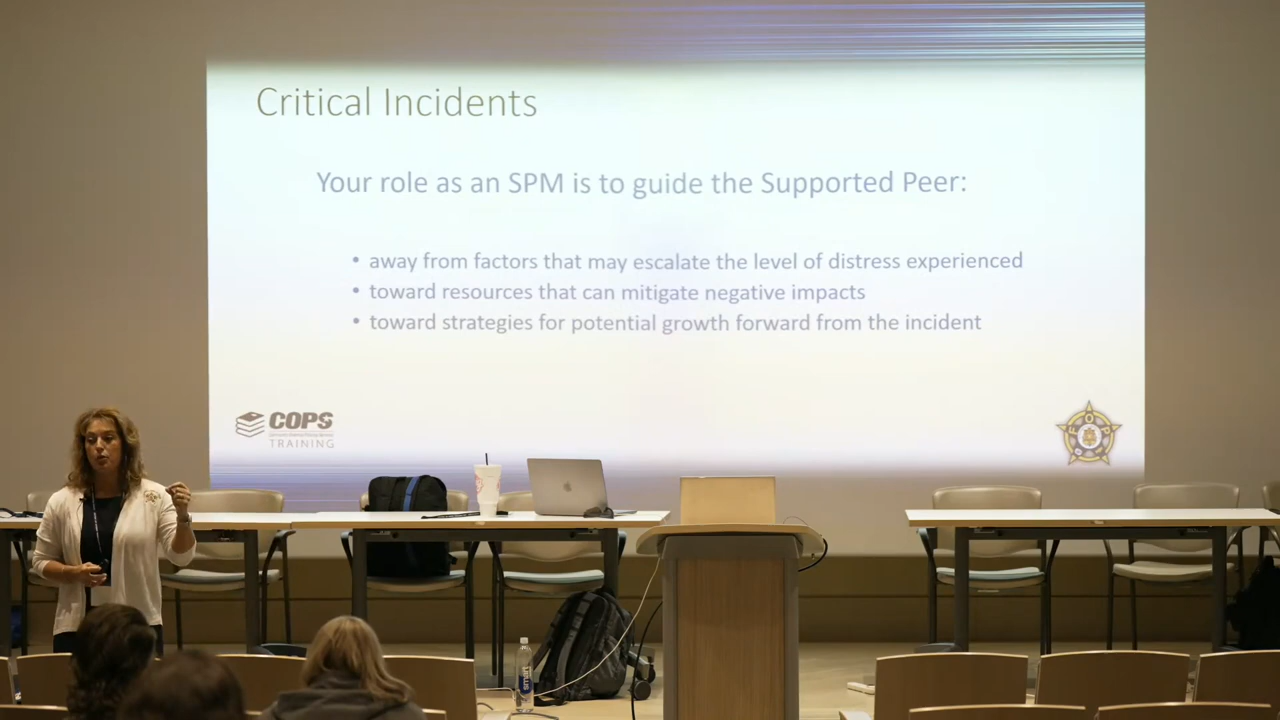 Critical Incidents
Your role as an SPM is to guide the Supported Peer:
• away from factors that may escalate the level of distress experienced
• toward resources that can mitigate negative impacts
• toward strategies for potential growth forward from the incident
COPS
TRAINING
FOP
smart